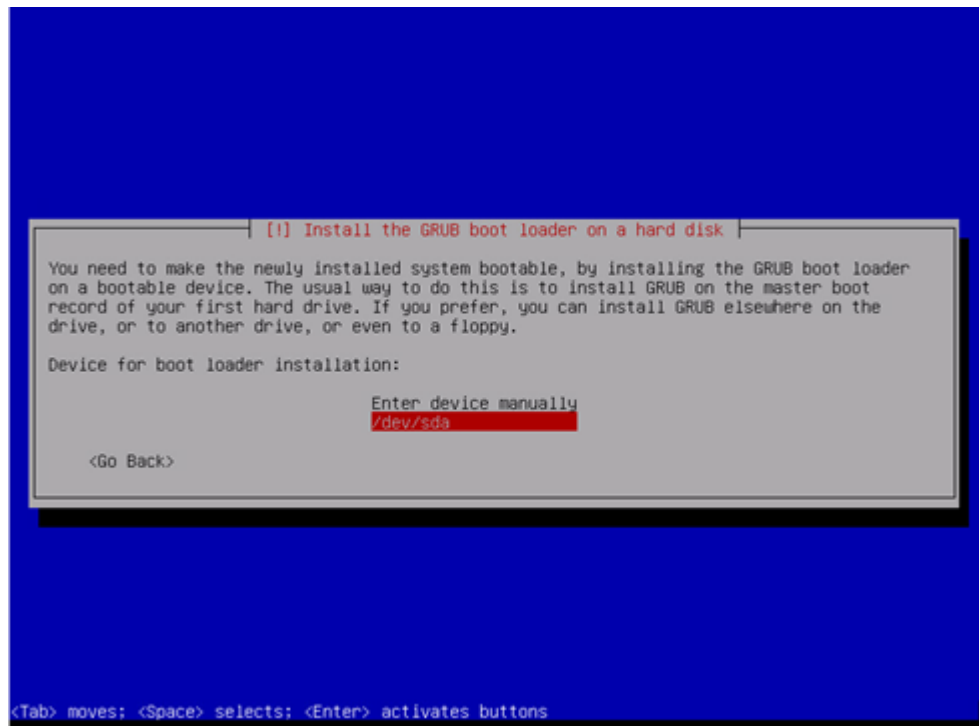 [!] Install the GRUB boot loader on a hard disk
You need to make the newly installed system bootable, by installing the GRUB boot loader
on a bootable device. The usual way to do this is to install GRUB on the master boot
record of your first hard drive. If you prefer, you can install GRUB elsewhere on the
drive, or to another drive, or even to a floppy.
Device for boot loader installation:
Enter device manually
/dev/sda
<Go Back>
<Tab> moves; <Space> selects; <Enter> activates buttons